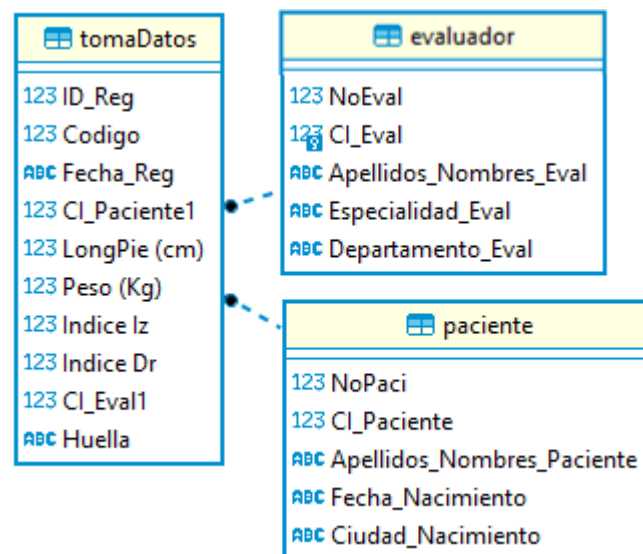 tomaDatos
123 ID_Reg
123 Codigo
ABC Fecha_Reg
123 CI_Paciente1
123 LongPie (cm)
123 Peso (Kg)
123 Indice Iz
123 Indice Dr
123 CI_Eval1
ABC Huella
evaluador
123 NoEval
123 CI_Eval
ABC Apellidos_Nombres_Eval
ABC Especialidad_Eval
ABC Departamento_Eval
paciente
123 NoPaci
123 CI_Paciente
ABC Apellidos_Nombres_Paciente
ABC Fecha_Nacimiento
ABC Ciudad_Nacimiento